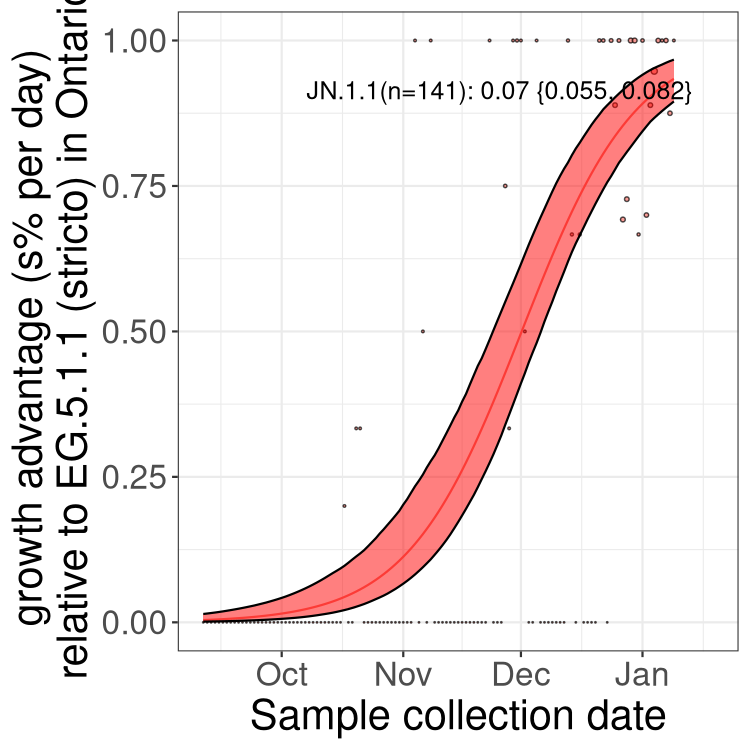 growth advantage (s% per day)
relative to EG.5.1.1 (stricto) in Ontario
1.00
0.75
0.50
0.25
0.00
JN.1.1(n=141): 0.07 {0.055, 0.082}
Oct Nov Dec Jan
Sample collection date